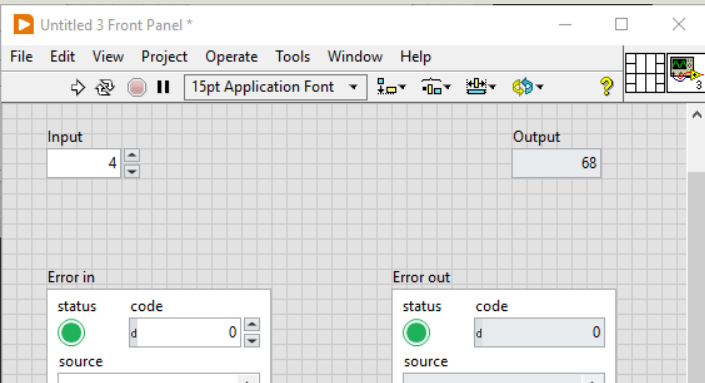 Untitled 3 Front Panel *
File Edit View Project Operate Tools Window Help
15pt Application Font
3
Input Output
4 68
Error in Error out
status code status code
d 0 d 0
source source